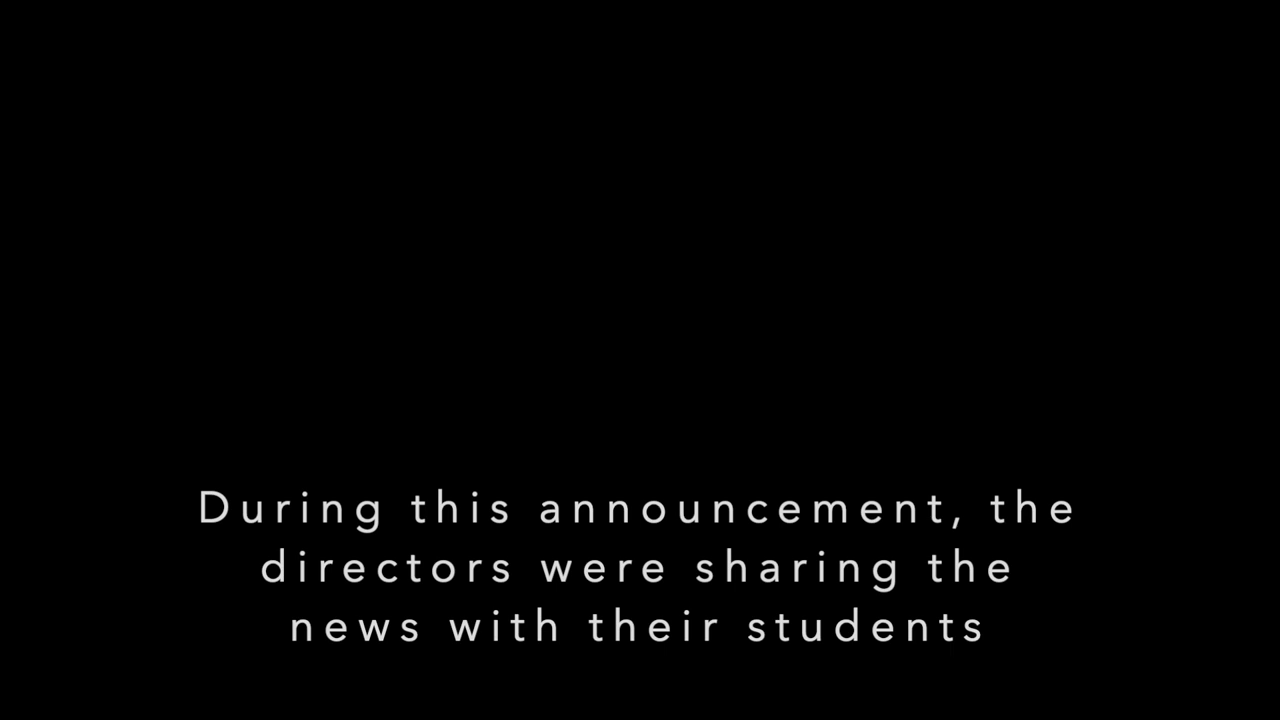 During this announcement, the
directors were sharing the
news with their students